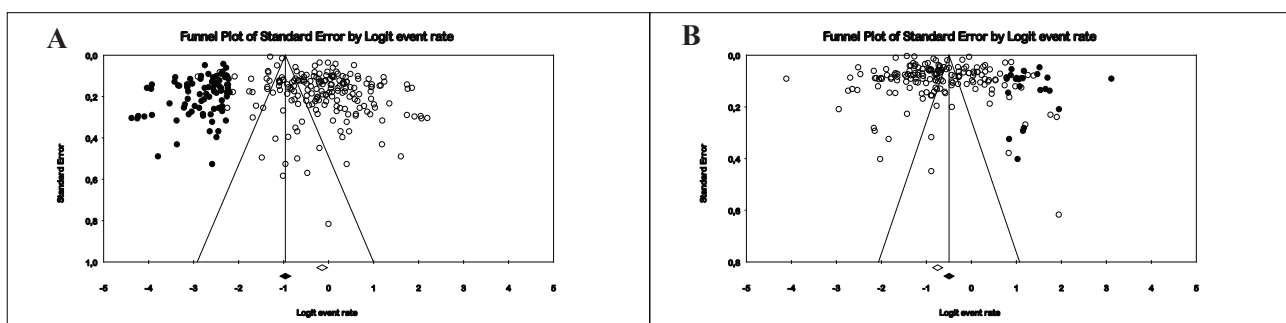 A
Funnel Plot of Standard Error by Logit event rate
0,0
0,2
0,4
0,6
0,8
1,0
Standard Error
-5 -4 -3 -2 -1 0 1 2 3 4 5
Logit event rate
B
Funnel Plot of Standard Error by Logit event rate
0,0
0,2
0,4
0,6
0,8
Standard Error
-5 -4 -3 -2 -1 0 1 2 3 4 5
Logit event rate